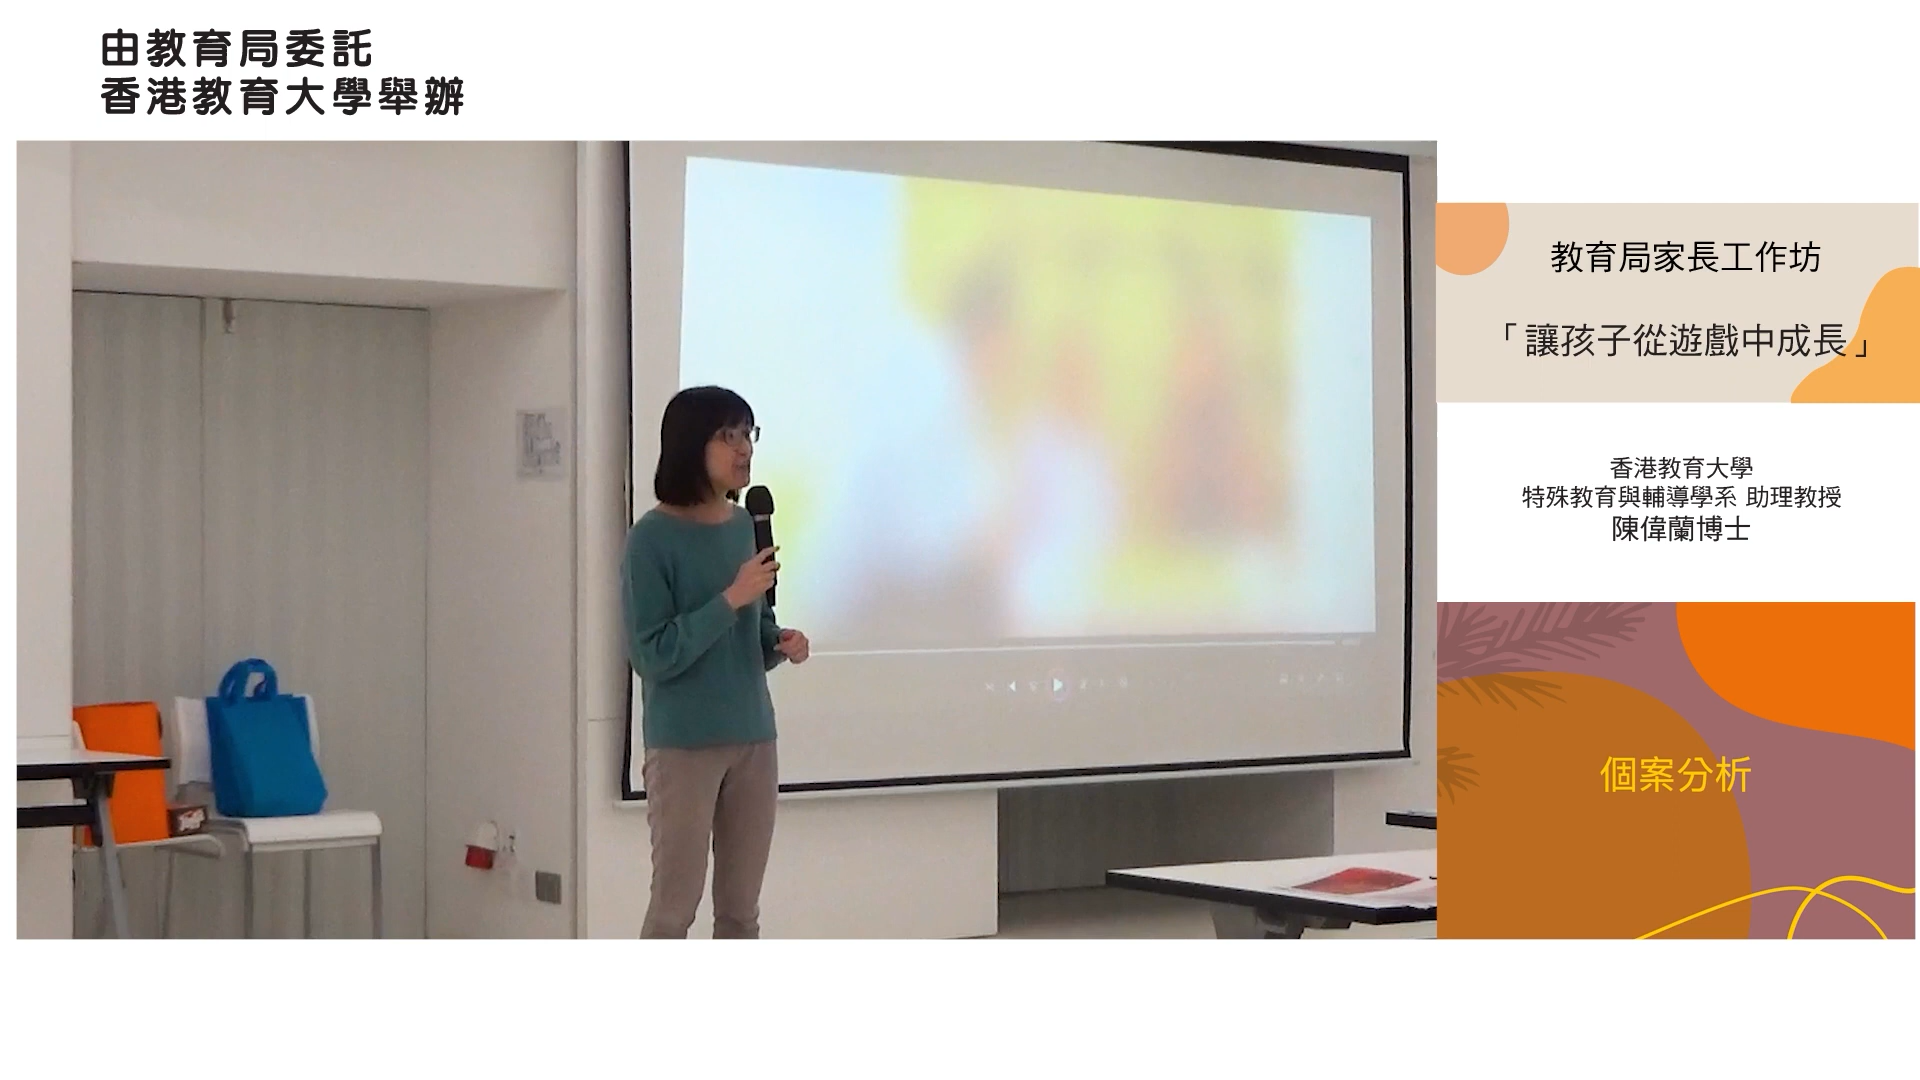 由教育局委託
香港教育大學舉辦
教育局家長工作坊
「讓孩子從遊戲中成長」
香港教育大學
特殊教育與輔導學系 助理教授
陳偉蘭博士
個案分析